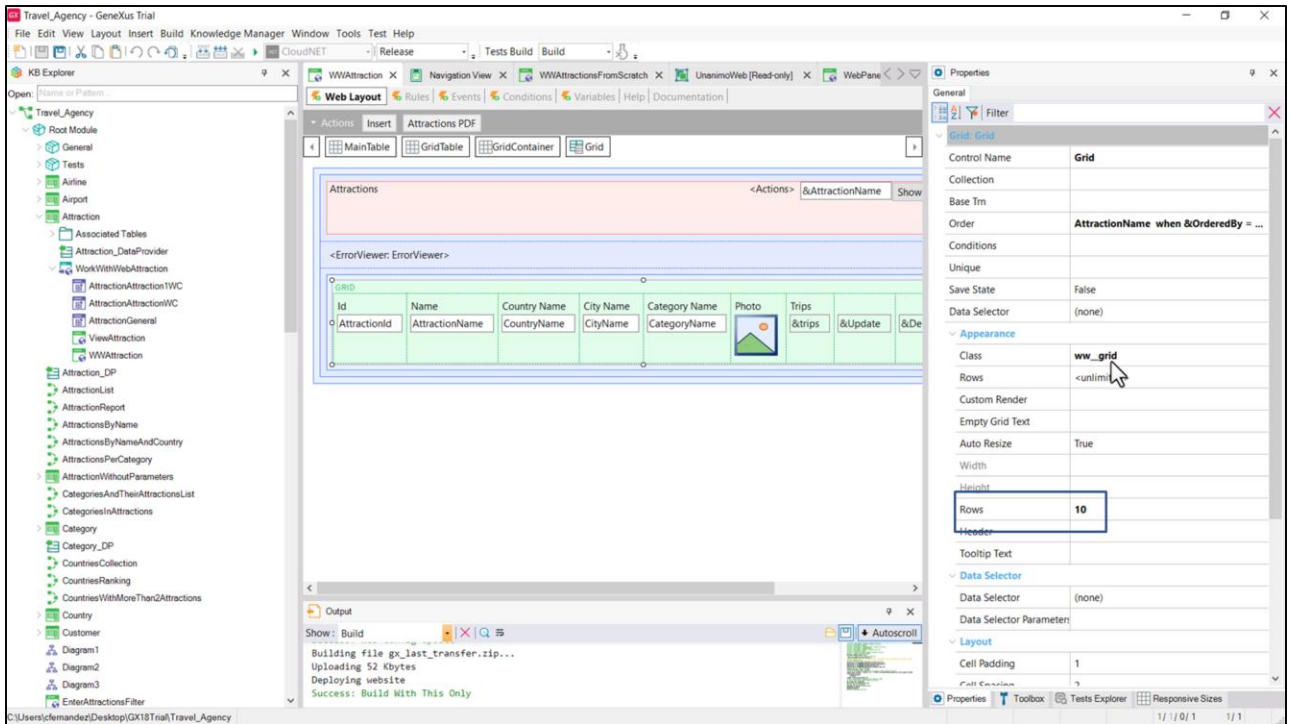 Travel_Agency - GeneXus Trial
File Edit View Layout Insert Build Knowledge Manager Window Tools Test Help
CloudNET Release Tests Build Build
KB Explorer
Open: Name or Pattern...
Travel_Agency
Root Module
General
Tests
Airline
Airport
Attraction
Associated Tables
Attraction_DataProvider
WorkWithWebAttraction
AttractionAttraction1WC
AttractionAttractionWC
AttractionGeneral
ViewAttraction
WWAttraction
Attraction_DP
AttractionList
AttractionReport
AttractionsByName
AttractionsByNameAndCountry
AttractionsPerCategory
AttractionWithoutParameters
CategoriesAndTheirAttractionsList
CategoriesInAttractions
Category
Category_DP
CountriesCollection
CountriesRanking
CountriesWithMoreThan2Attractions
Country
Customer
Diagram1
Diagram2
Diagram3
EnterAttractionsFilter
WWAttraction Navigation View WWAttractionsFromScratch UnanimoWeb [Read-only] WebPane
Web Layout Rules Events Conditions Variables Help Documentation
Actions Insert Attractions PDF
MainTable GridTable GridContainer Grid
Attractions <Actions> &AttractionName Show
<ErrorViewer: ErrorViewer>
GRID
Id Name Country Name City Name Category Name Photo Trips
AttractionId AttractionName CountryName CityName CategoryName &trips &Update &De
Output
Show: Build Autoscroll
Building file gx_last_transfer.zip...
Uploading 52 Kbytes
Deploying website
Success: Build With This Only
Properties
General
Filter
Grid: Grid
Control Name Grid
Collection
Base Trn
Order AttractionName when &OrderedBy = ...
Conditions
Unique
Save State False
Data Selector (none)
Appearance
Class ww__grid
Rows <unlimit
Custom Render
Empty Grid Text
Auto Resize True
Width
Height
Rows 10
Header
Tooltip Text
Data Selector
Data Selector (none)
Data Selector Parameters
Layout
Cell Padding 1
Cell Spacing 2
Properties Toolbox Tests Explorer Responsive Sizes
C:\Users\cfernandez\Desktop\GX18Trial\Travel_Agency 1/ 1/ 0/ 1 1/ 1